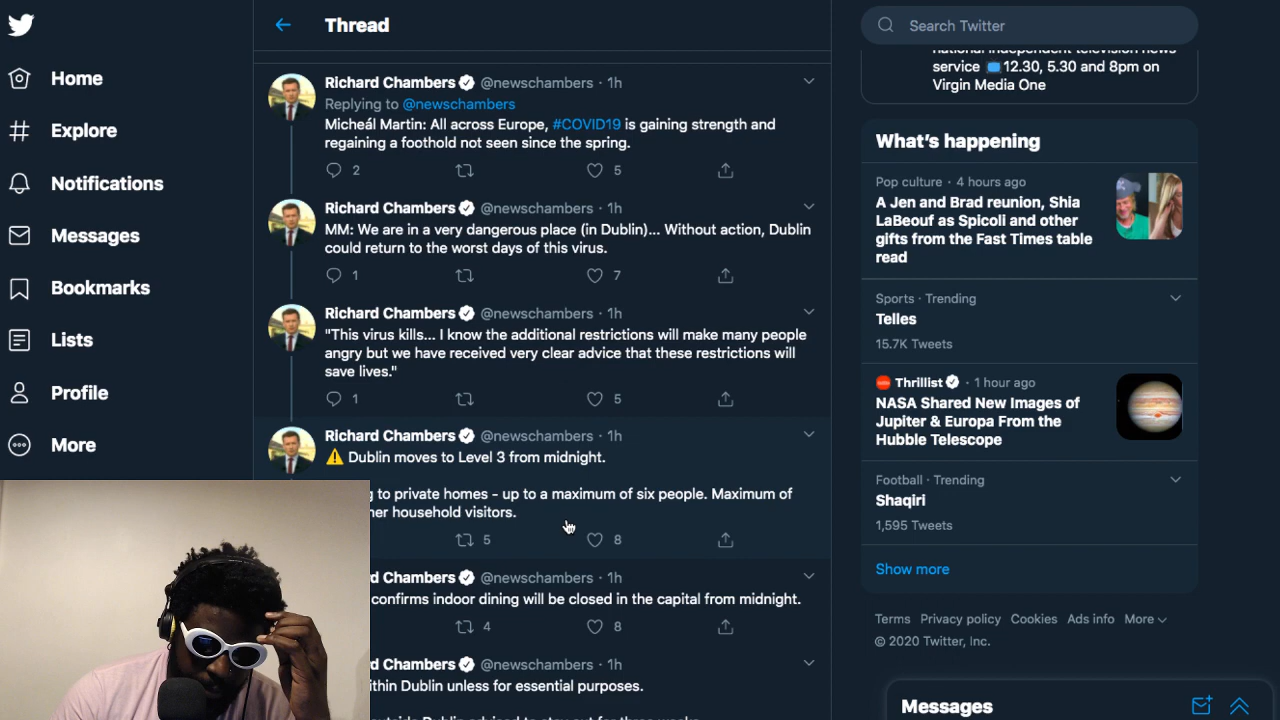 Home
Explore
Notifications
Messages
Bookmarks
Lists
Profile
More
Thread
Richard Chambers @newschambers · 1h
Replying to @newschambers
Micheál Martin: All across Europe, #COVID19 is gaining strength and
regaining a foothold not seen since the spring.
2 5
Richard Chambers @newschambers · 1h
MM: We are in a very dangerous place (in Dublin)... Without action, Dublin
could return to the worst days of this virus.
1 7
Richard Chambers @newschambers · 1h
"This virus kills... I know the additional restrictions will make many people
angry but we have received very clear advice that these restrictions will
save lives."
1 5
Richard Chambers @newschambers · 1h
⚠️ Dublin moves to Level 3 from midnight.
to private homes - up to a maximum of six people. Maximum of
household visitors.
5 8
Chambers @newschambers · 1h
confirms indoor dining will be closed in the capital from midnight.
4 8
Chambers @newschambers · 1h
Dublin unless for essential purposes.
Search Twitter
national independent television news
service 📺12.30, 5.30 and 8pm on
Virgin Media One
What's happening
Pop culture · 4 hours ago
A Jen and Brad reunion, Shia
LaBeouf as Spicoli and other
gifts from the Fast Times table
read
Sports · Trending
Telles
15.7K Tweets
Thrillist · 1 hour ago
NASA Shared New Images of
Jupiter & Europa From the
Hubble Telescope
Football · Trending
Shaqiri
1,595 Tweets
Show more
Terms Privacy policy Cookies Ads info More
© 2020 Twitter, Inc.
Messages